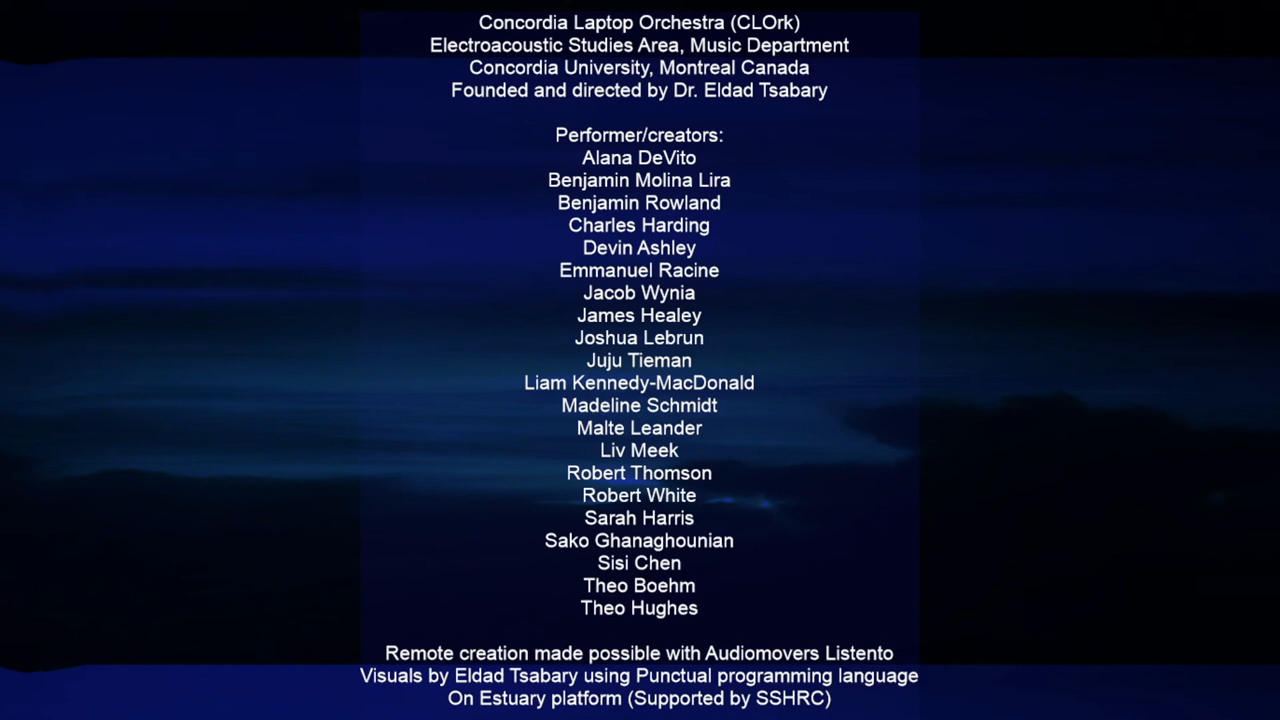 Concordia Laptop Orchestra (CLOrk)
Electroacoustic Studies Area, Music Department
Concordia University, Montreal Canada
Founded and directed by Dr. Eldad Tsabary
Performer/creators:
Alana DeVito
Benjamin Molina Lira
Benjamin Rowland
Charles Harding
Devin Ashley
Emmanuel Racine
Jacob Wynia
James Healey
Joshua Lebrun
Juju Tieman
Liam Kennedy-MacDonald
Madeline Schmidt
Malte Leander
Liv Meek
Robert Thomson
Robert White
Sarah Harris
Sako Ghanaghounian
Sisi Chen
Theo Boehm
Theo Hughes
Remote creation made possible with Audiomovers Listento
Visuals by Eldad Tsabary using Punctual programming language
On Estuary platform (Supported by SSHRC)